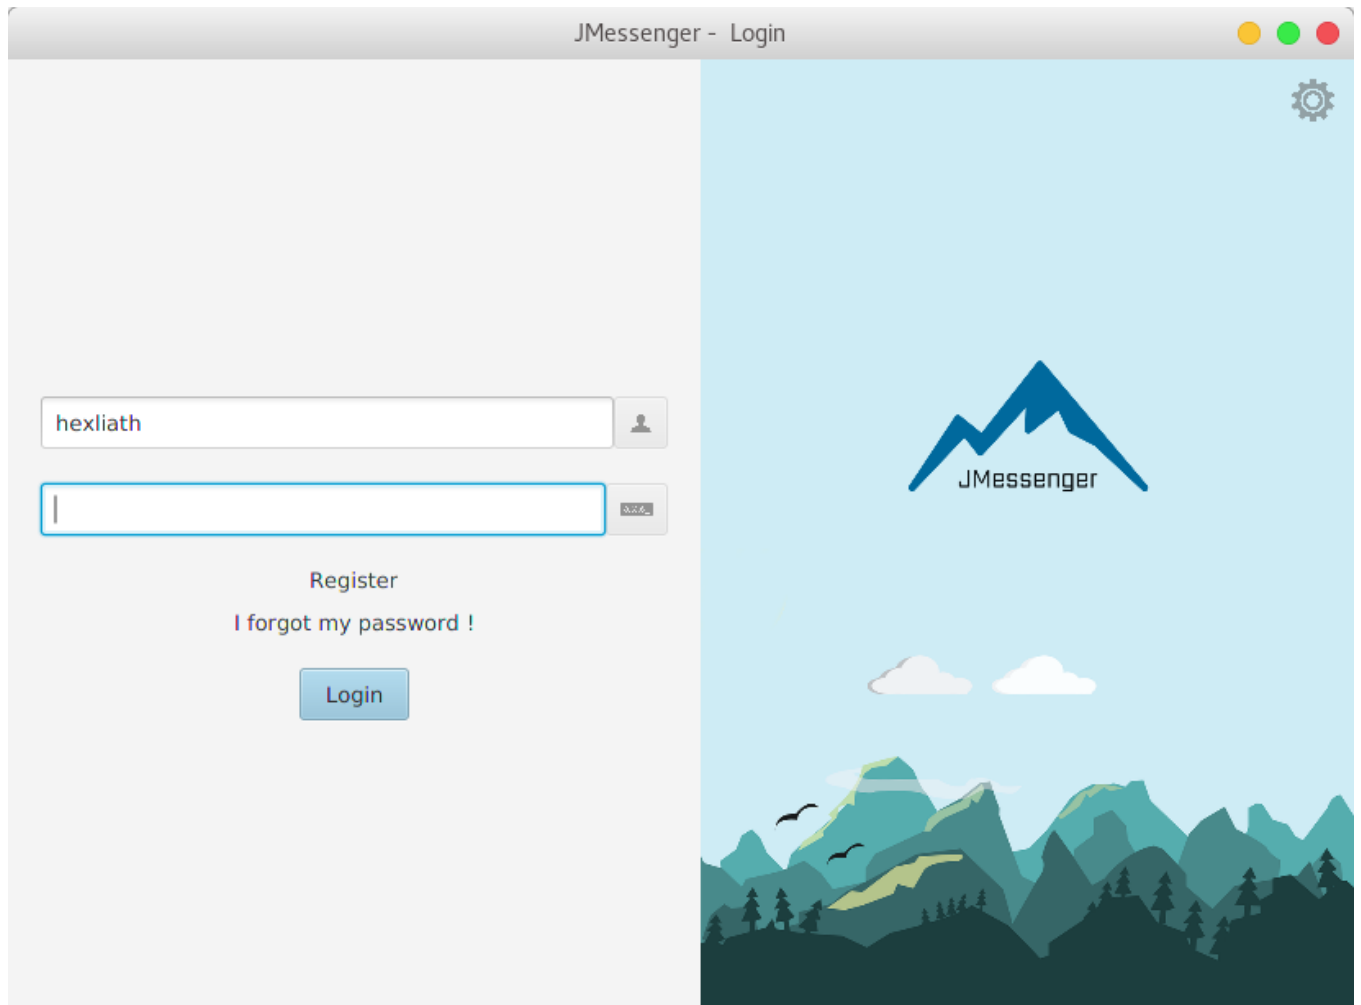 JMessenger - Login
hexliath
Register
I forgot my password !
Login
JMessenger